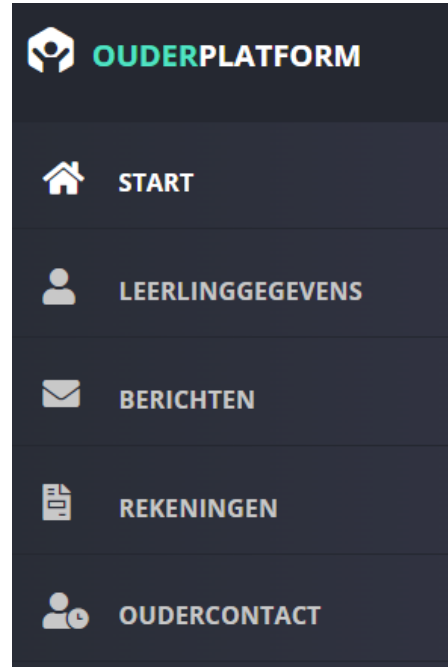 OUDERPLATFORM
START
LEERLINGGEGEVENS
BERICHTEN
REKENINGEN
OUDERCONTACT